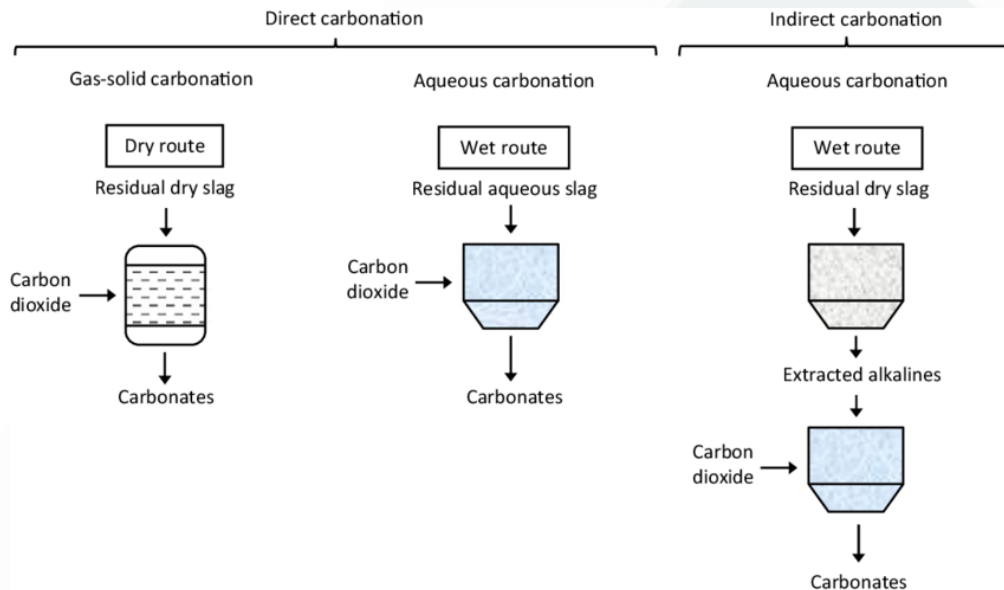 Direct carbonation
Indirect carbonation
Gas-solid carbonation
Aqueous carbonation
Aqueous carbonation
Dry route
Wet route
Wet route
Residual dry slag
Residual aqueous slag
Residual dry slag
Carbon
dioxide
Carbon
dioxide
Carbonates
Carbonates
Extracted alkalines
Carbon
dioxide
Carbonates